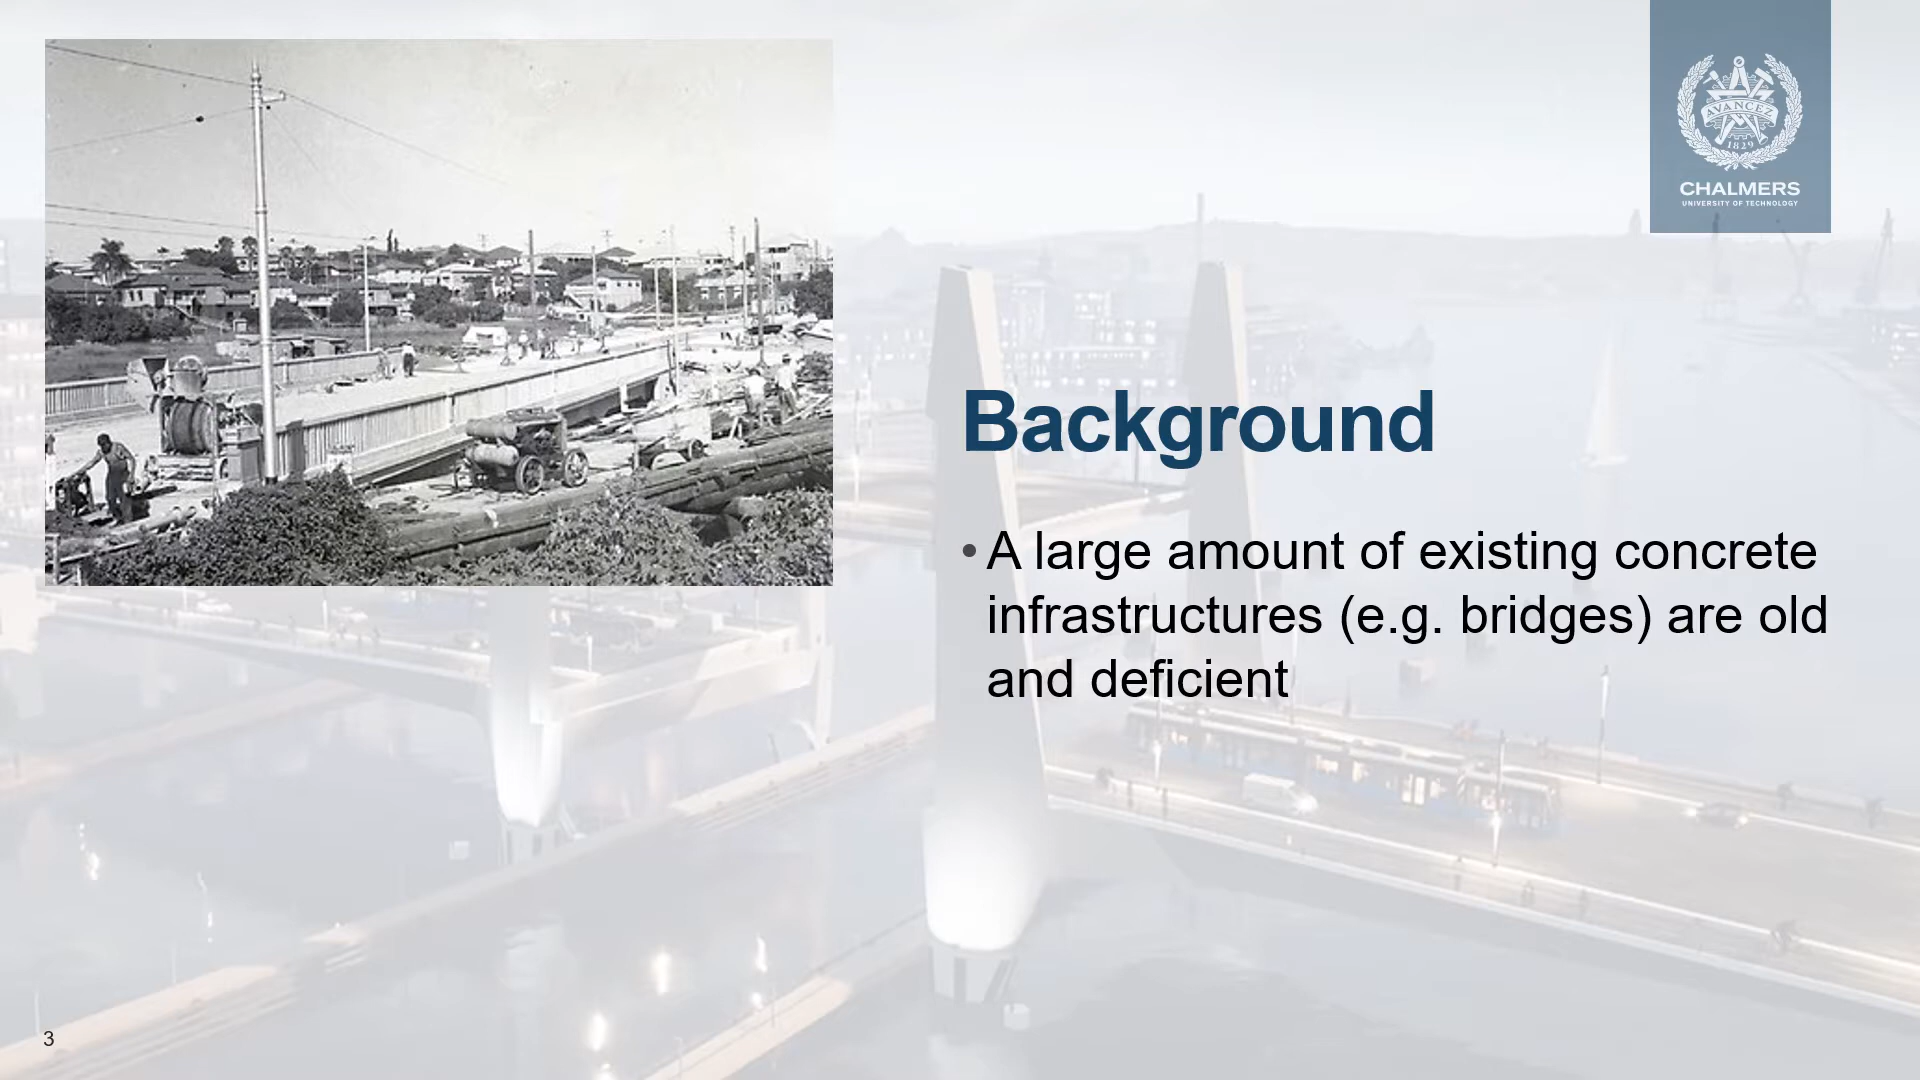 AVANCEZ
1829
CHALMERS
UNIVERSITY OF TECHNOLOGY
Background
• A large amount of existing concrete
infrastructures (e.g. bridges) are old
and deficient
3